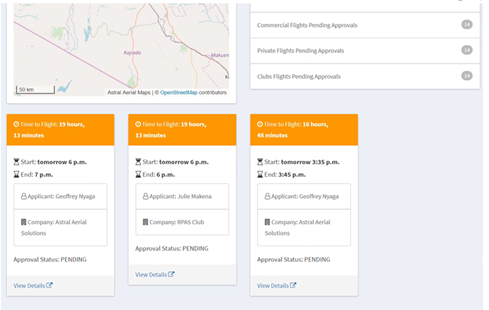 Commercial Flights Pending Approvals
14
Private Flights Pending Approvals
14
Clubs Flights Pending Approvals
14
Kajiado
Makuen
50 km
Astral Aerial Maps | © OpenStreetMap contributors
Time to Flight: 19 hours,
13 minutes
Start: tomorrow 6 p.m.
End: 7 p.m.
Applicant: Geoffrey Nyaga
Company: Astral Aerial
Solutions
Approval Status: PENDING
View Details
Time to Flight: 19 hours,
13 minutes
Start: tomorrow 6 p.m.
End: 6 p.m.
Applicant: Julie Makena
Company: RPAS Club
Approval Status: PENDING
View Details
Time to Flight: 16 hours,
48 minutes
Start: tomorrow 3:35 p.m.
End: 3:45 p.m.
Applicant: Geoffrey Nyaga
Company: Astral Aerial
Solutions
Approval Status: PENDING
View Details